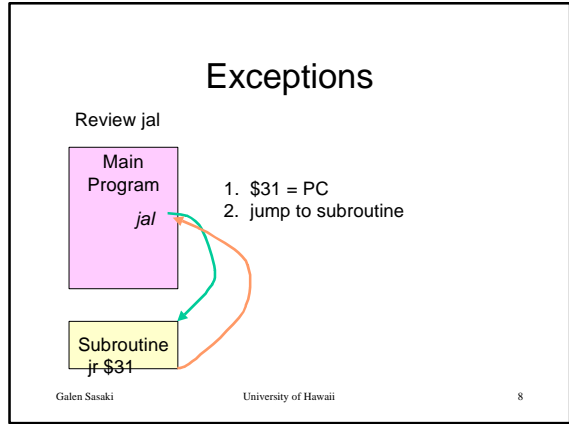 Exceptions
Review jal
Main
Program
jal
1. $31 = PC
2. jump to subroutine
Subroutine
jr $31
Galen Sasaki
University of Hawaii
8